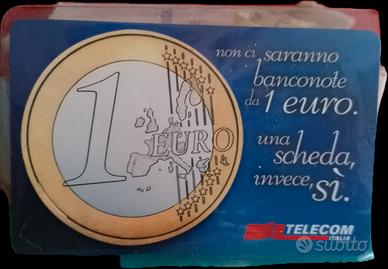 non ci saranno
banconote
da 1 euro.
una
scheda,
invece,
sì.
1 EURO
TELECOM
ITALIA
subito